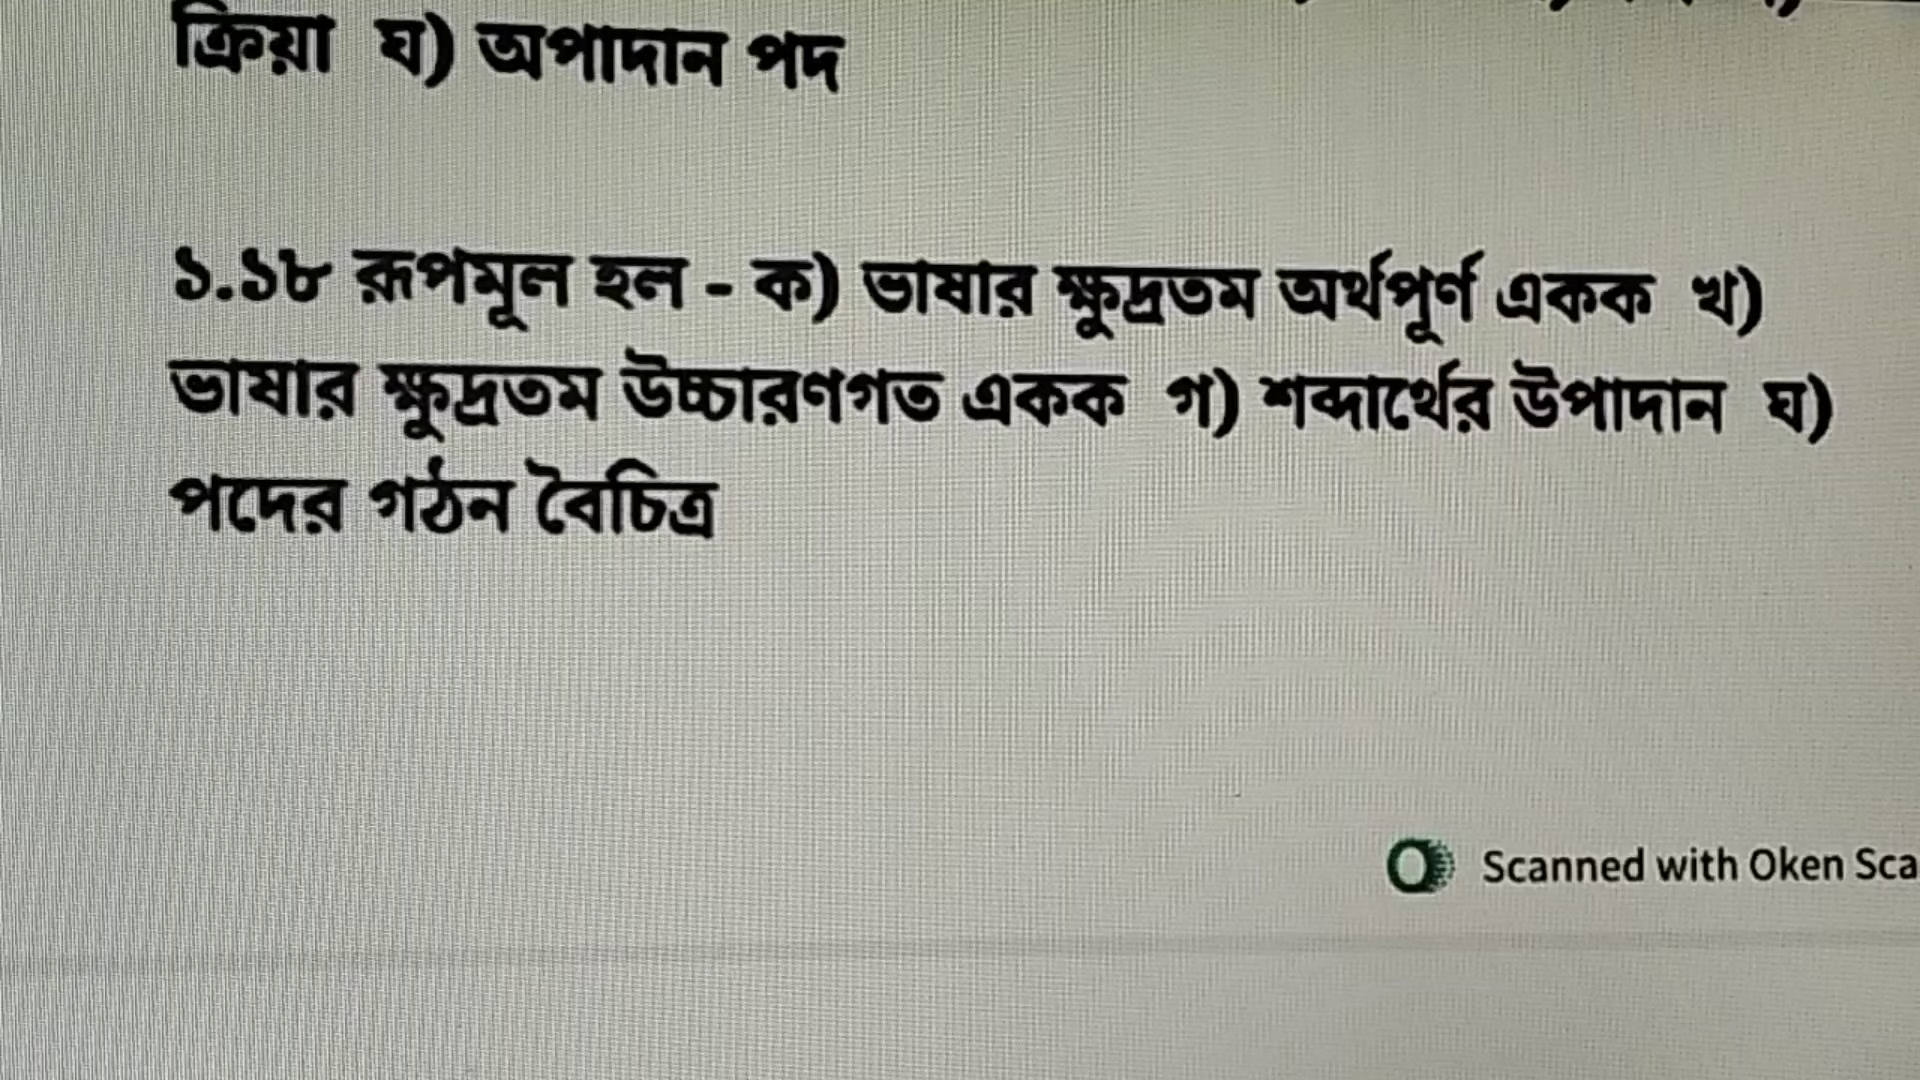 ক্রিয়া ঘ) অপাদান পদ
১.১৮ রূপমূল হল - ক) ভাষার ক্ষুদ্রতম অর্থপূর্ণ একক খ)
ভাষার ক্ষুদ্রতম উচ্চারণগত একক গ) শব্দার্থের উপাদান ঘ)
পদের গঠন বৈচিত্র
Scanned with Oken Sca